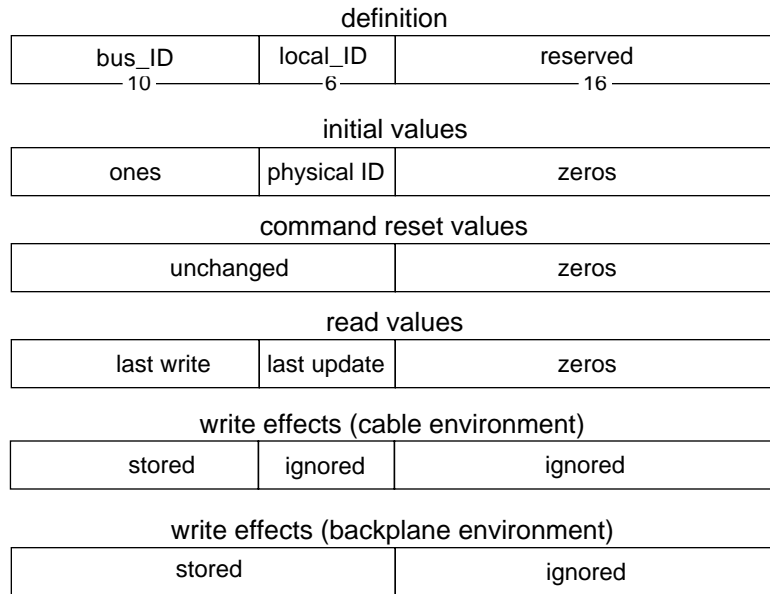 definition
bus_ID local_ID reserved
10 6 16
initial values
ones physical ID zeros
command reset values
unchanged zeros
read values
last write last update zeros
write effects (cable environment)
stored ignored ignored
write effects (backplane environment)
stored ignored